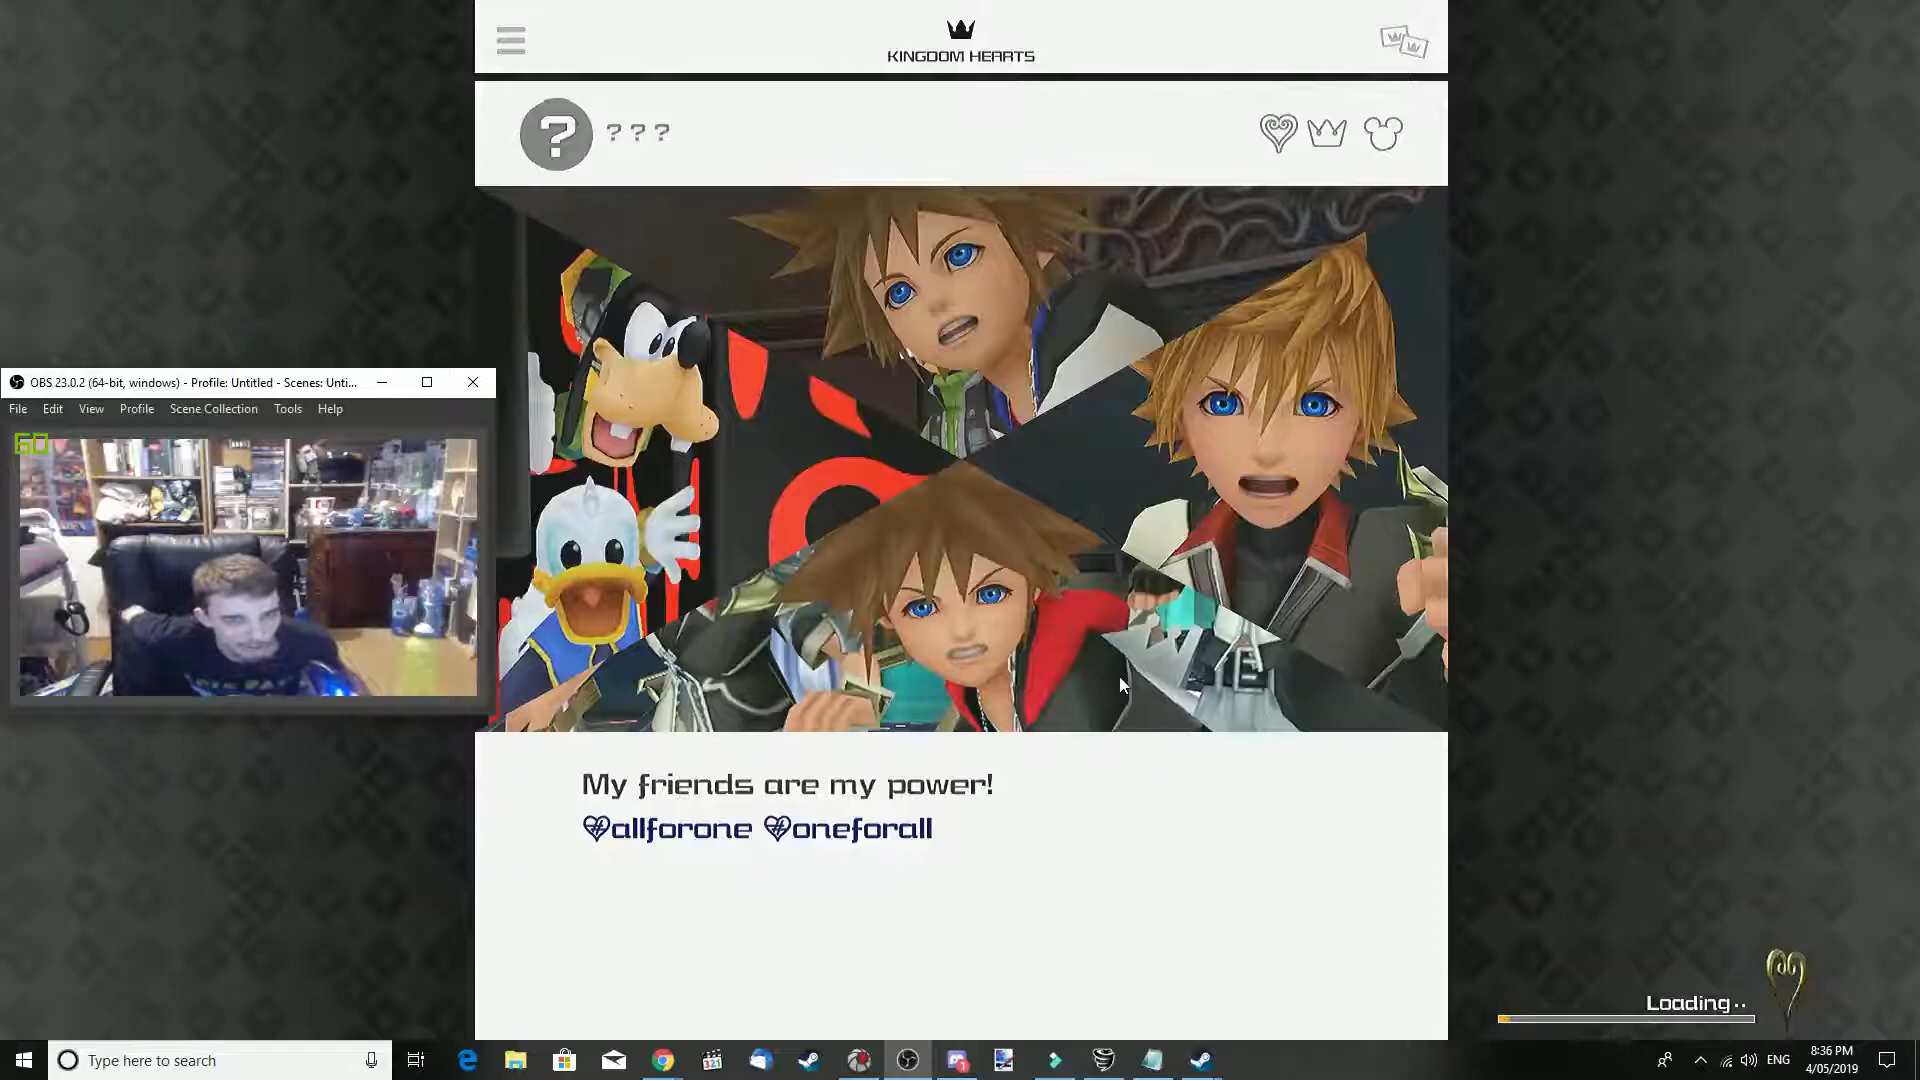 KINGDOM HEARTS
? ? ?
OBS 23.0.2 (64-bit, windows) - Profile: Untitled - Scenes: Unti...
File Edit View Profile Scene Collection Tools Help
60
My friends are my power!
#allforone #oneforall
Loading..
Type here to search
321
1
ENG
8:36 PM
4/05/2019